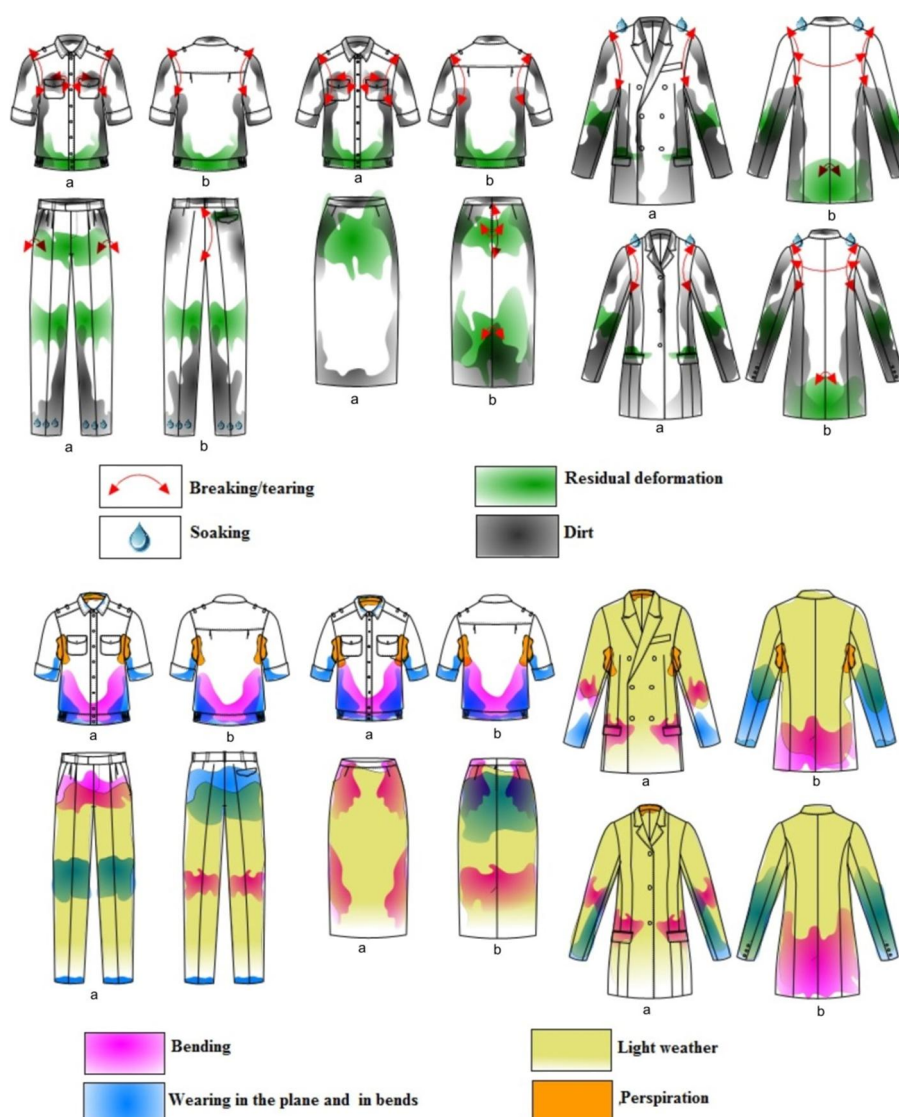 a b a b
a b
a b a b
a b
Breaking/tearing Residual deformation
Soaking Dirt
a b a b
a b
a b
a
a b
Bending Light weather
Wearing in the plane and in bends ,Perspiration